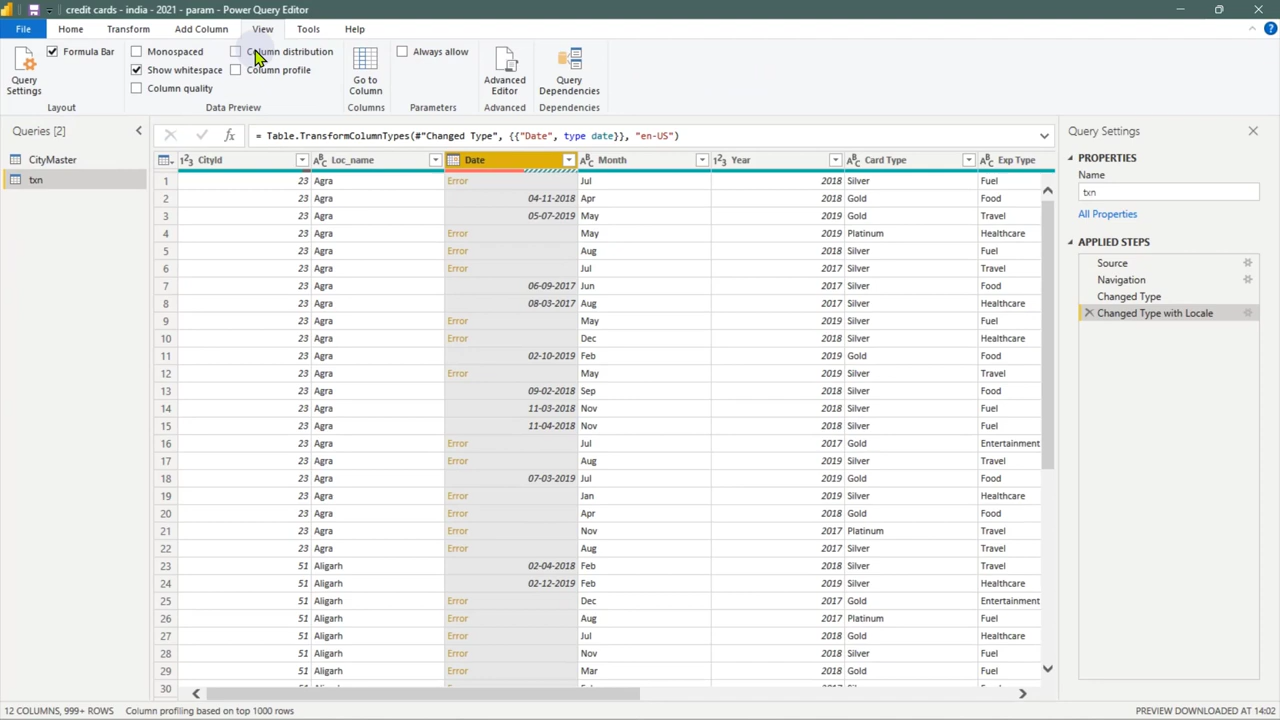 credit cards - india - 2021 - param - Power Query Editor
File Home Transform Add Column View Tools Help
Query Settings
Formula Bar
Layout
Monospaced
Show whitespace
Column quality
Column distribution
Column profile
Data Preview
Go to Column
Columns
Always allow
Parameters
Advanced Editor
Advanced
Query Dependencies
Dependencies
Queries [2]
CityMaster
txn
= Table.TransformColumnTypes(#"Changed Type", {{"Date", type date}}, "en-US")
CityId Loc_name Date Month Year Card Type Exp Type
1 23 Agra Error Jul 2018 Silver Fuel
2 23 Agra 04-11-2018 Apr 2018 Gold Food
3 23 Agra 05-07-2019 May 2019 Gold Travel
4 23 Agra Error May 2019 Platinum Healthcare
5 23 Agra Error Aug 2018 Silver Fuel
6 23 Agra Error Jul 2017 Silver Travel
7 23 Agra 06-09-2017 Jun 2017 Silver Food
8 23 Agra 08-03-2017 Aug 2017 Silver Healthcare
9 23 Agra Error May 2019 Silver Fuel
10 23 Agra Error Dec 2018 Silver Healthcare
11 23 Agra 02-10-2019 Feb 2019 Gold Food
12 23 Agra Error May 2019 Silver Travel
13 23 Agra 09-02-2018 Sep 2018 Silver Food
14 23 Agra 11-03-2018 Nov 2018 Silver Fuel
15 23 Agra 11-04-2018 Nov 2018 Silver Fuel
16 23 Agra Error Jul 2017 Gold Entertainment
17 23 Agra Error Aug 2019 Silver Travel
18 23 Agra 07-03-2019 Jul 2019 Gold Food
19 23 Agra Error Jan 2019 Silver Healthcare
20 23 Agra Error Apr 2018 Gold Food
21 23 Agra Error Nov 2017 Platinum Travel
22 23 Agra Error Aug 2017 Silver Travel
23 51 Aligarh 02-04-2018 Feb 2018 Silver Travel
24 51 Aligarh 02-12-2019 Feb 2019 Silver Healthcare
25 51 Aligarh Error Dec 2017 Gold Entertainment
26 51 Aligarh Error Aug 2017 Platinum Fuel
27 51 Aligarh Error Jul 2018 Gold Healthcare
28 51 Aligarh Error Nov 2018 Silver Fuel
29 51 Aligarh Error Mar 2018 Gold Fuel
30
Query Settings
PROPERTIES
Name
txn
All Properties
APPLIED STEPS
Source
Navigation
Changed Type
Changed Type with Locale
12 COLUMNS, 999+ ROWS Column profiling based on top 1000 rows PREVIEW DOWNLOADED AT 14:02